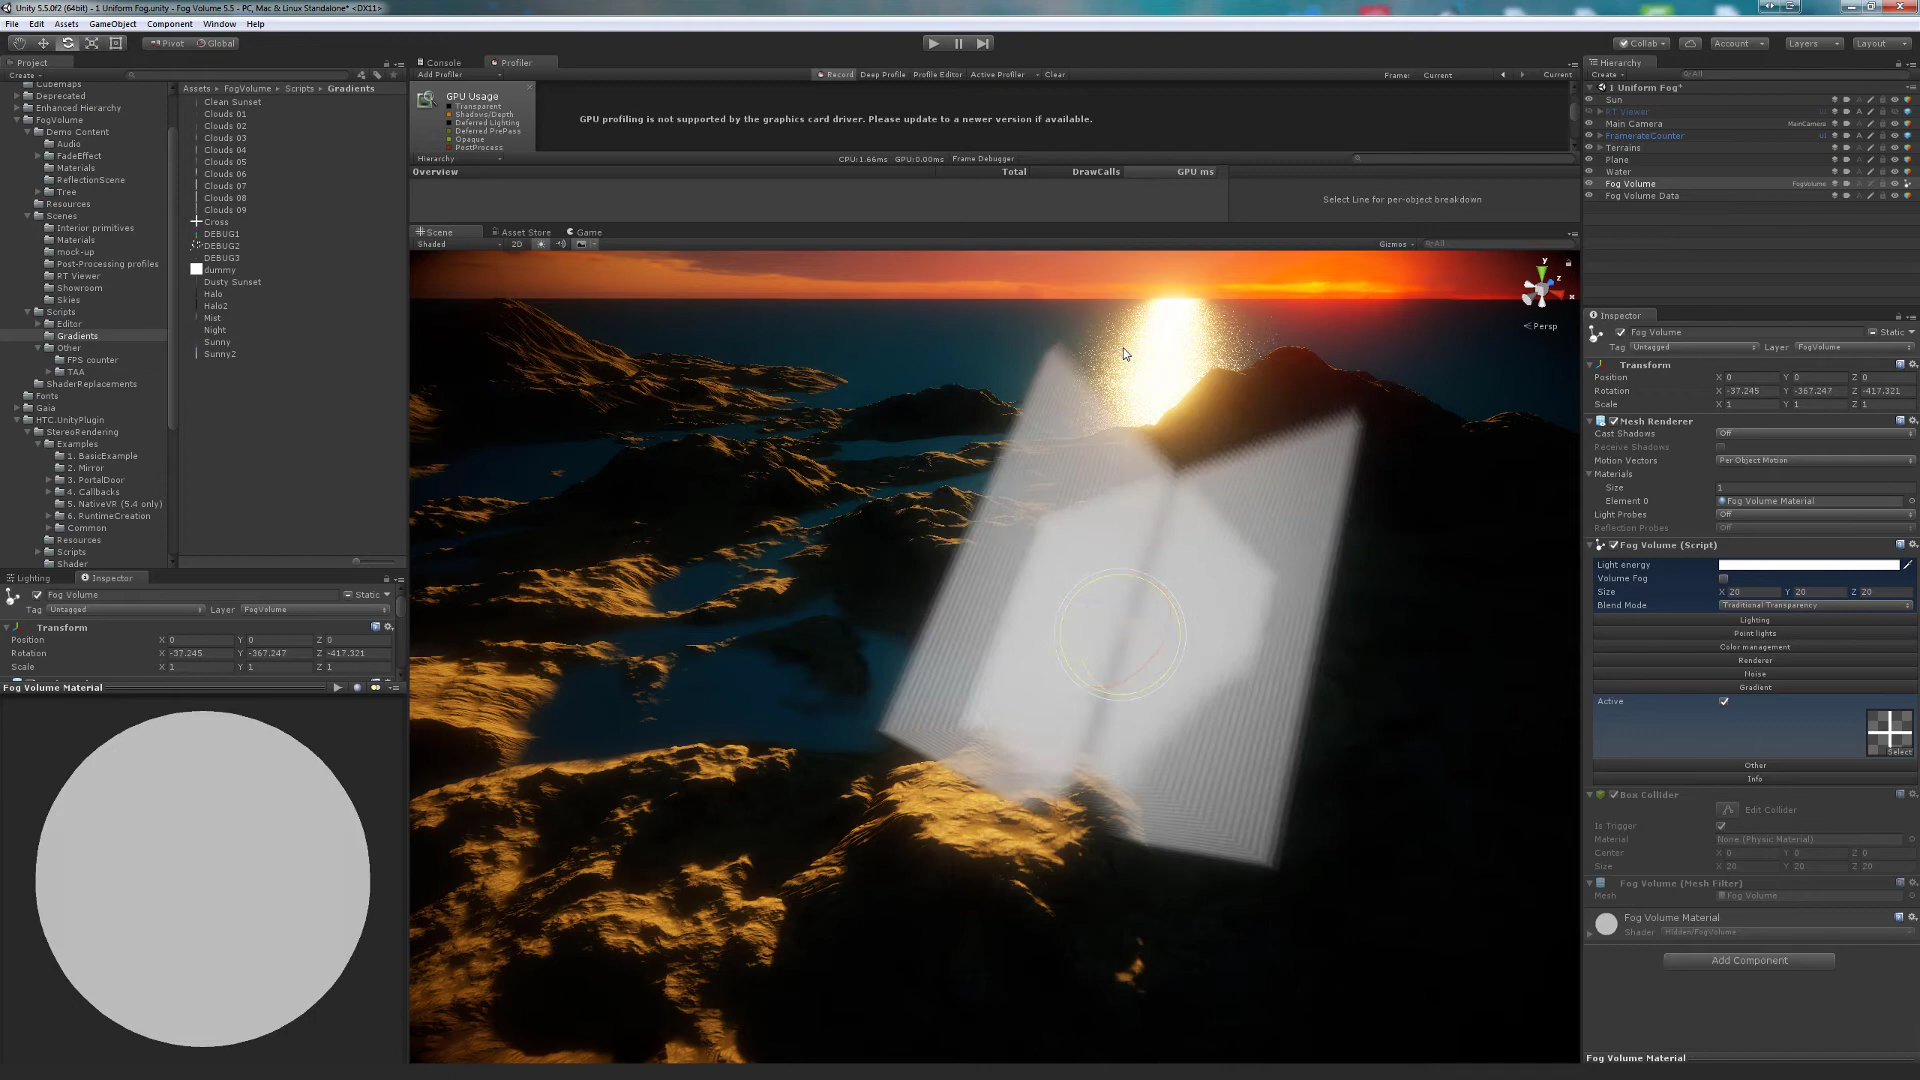 Unity 5.5.0f2 (64bit) - 1 Uniform Fog.unity - Fog Volume 5.5 - PC, Mac & Linux Standalone* <DX11>
File Edit Assets GameObject Component Window Help
Pivot Global
Collab Account Layers Layout
Project
Create
Cubemaps
Deprecated
Enhanced Hierarchy
FogVolume
Demo Content
Audio
FadeEffect
Materials
ReflectionScene
Tree
Resources
Scenes
Interior primitives
Materials
mock-up
Post-Processing profiles
RT Viewer
Showroom
Skies
Scripts
Editor
Gradients
Other
FPS counter
TAA
ShaderReplacements
Fonts
Gaia
HTC.UnityPlugin
StereoRendering
Examples
1. BasicExample
2. Mirror
3. PortalDoor
4. Callbacks
5. NativeVR (5.4 only)
6. RuntimeCreation
Common
Resources
Scripts
Shader
Assets FogVolume Scripts Gradients
Clean Sunset
Clouds 01
Clouds 02
Clouds 03
Clouds 04
Clouds 05
Clouds 06
Clouds 07
Clouds 08
Clouds 09
Cross
DEBUG1
DEBUG2
DEBUG3
dummy
Dusty Sunset
Halo
Halo2
Mist
Night
Sunny
Sunny2
Lighting Inspector
Fog Volume Static
Tag Untagged Layer FogVolume
Transform
Position X 0 Y 0 Z 0
Rotation X -37.245 Y -367.247 Z -417.321
Scale X 1 Y 1 Z 1
Fog Volume Material
Console Profiler
Add Profiler Record Deep Profile Profile Editor Active Profiler Clear Frame: Current Current
GPU Usage
Transparent
Shadows/Depth
Deferred Lighting
Deferred PrePass
Opaque
PostProcess
GPU profiling is not supported by the graphics card driver. Please update to a newer version if available.
Hierarchy CPU:1.66ms GPU:0.00ms Frame Debugger
Overview Total DrawCalls GPU ms
Select Line for per-object breakdown
Scene Asset Store Game
Shaded 2D Gizmos All
y
z
x
Persp
Hierarchy
Create All
1 Uniform Fog*
Sun
RT Viewer
Main Camera MainCamera
FramerateCounter UI
Terrains
Plane
Water
Fog Volume FogVolume
Fog Volume Data
Inspector
Fog Volume Static
Tag Untagged Layer FogVolume
Transform
Position X 0 Y 0 Z 0
Rotation X -37.245 Y -367.247 Z -417.321
Scale X 1 Y 1 Z 1
Mesh Renderer
Cast Shadows Off
Receive Shadows
Motion Vectors Per Object Motion
Materials
Size 1
Element 0 Fog Volume Material
Light Probes Off
Reflection Probes Off
Fog Volume (Script)
Light energy
Volume Fog
Size X 20 Y 20 Z 20
Blend Mode Traditional Transparency
Lighting
Point lights
Color management
Renderer
Noise
Gradient
Active
Select
Other
Info
Box Collider
Edit Collider
Is Trigger
Material None (Physic Material)
Center X 0 Y 0 Z 0
Size X 20 Y 20 Z 20
Fog Volume (Mesh Filter)
Mesh Fog Volume
Fog Volume Material
Shader Hidden/FogVolume
Add Component
Fog Volume Material